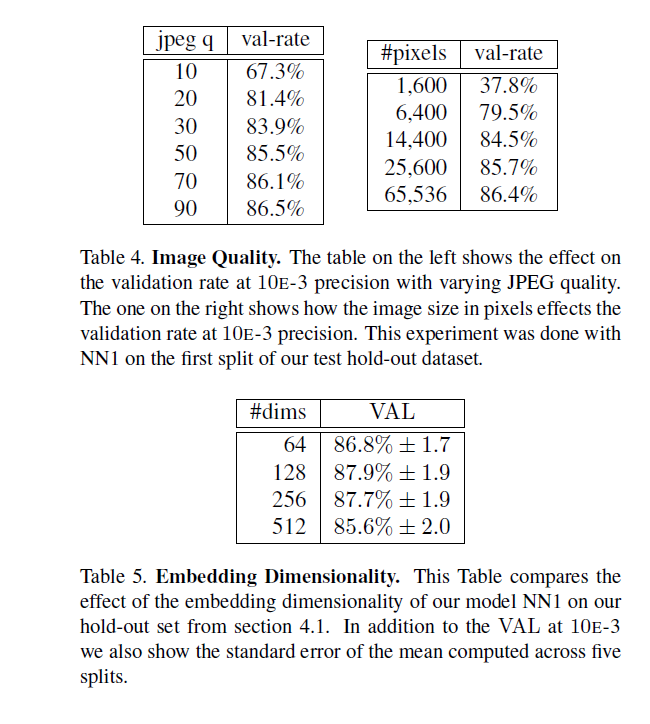 jpeg q val-rate
10 67.3%
20 81.4%
30 83.9%
50 85.5%
70 86.1%
90 86.5%
#pixels val-rate
1,600 37.8%
6,400 79.5%
14,400 84.5%
25,600 85.7%
65,536 86.4%
Table 4. Image Quality. The table on the left shows the effect on
the validation rate at 10E-3 precision with varying JPEG quality.
The one on the right shows how the image size in pixels effects the
validation rate at 10E-3 precision. This experiment was done with
NN1 on the first split of our test hold-out dataset.
#dims VAL
64 86.8% ± 1.7
128 87.9% ± 1.9
256 87.7% ± 1.9
512 85.6% ± 2.0
Table 5. Embedding Dimensionality. This Table compares the
effect of the embedding dimensionality of our model NN1 on our
hold-out set from section 4.1. In addition to the VAL at 10E-3
we also show the standard error of the mean computed across five
splits.